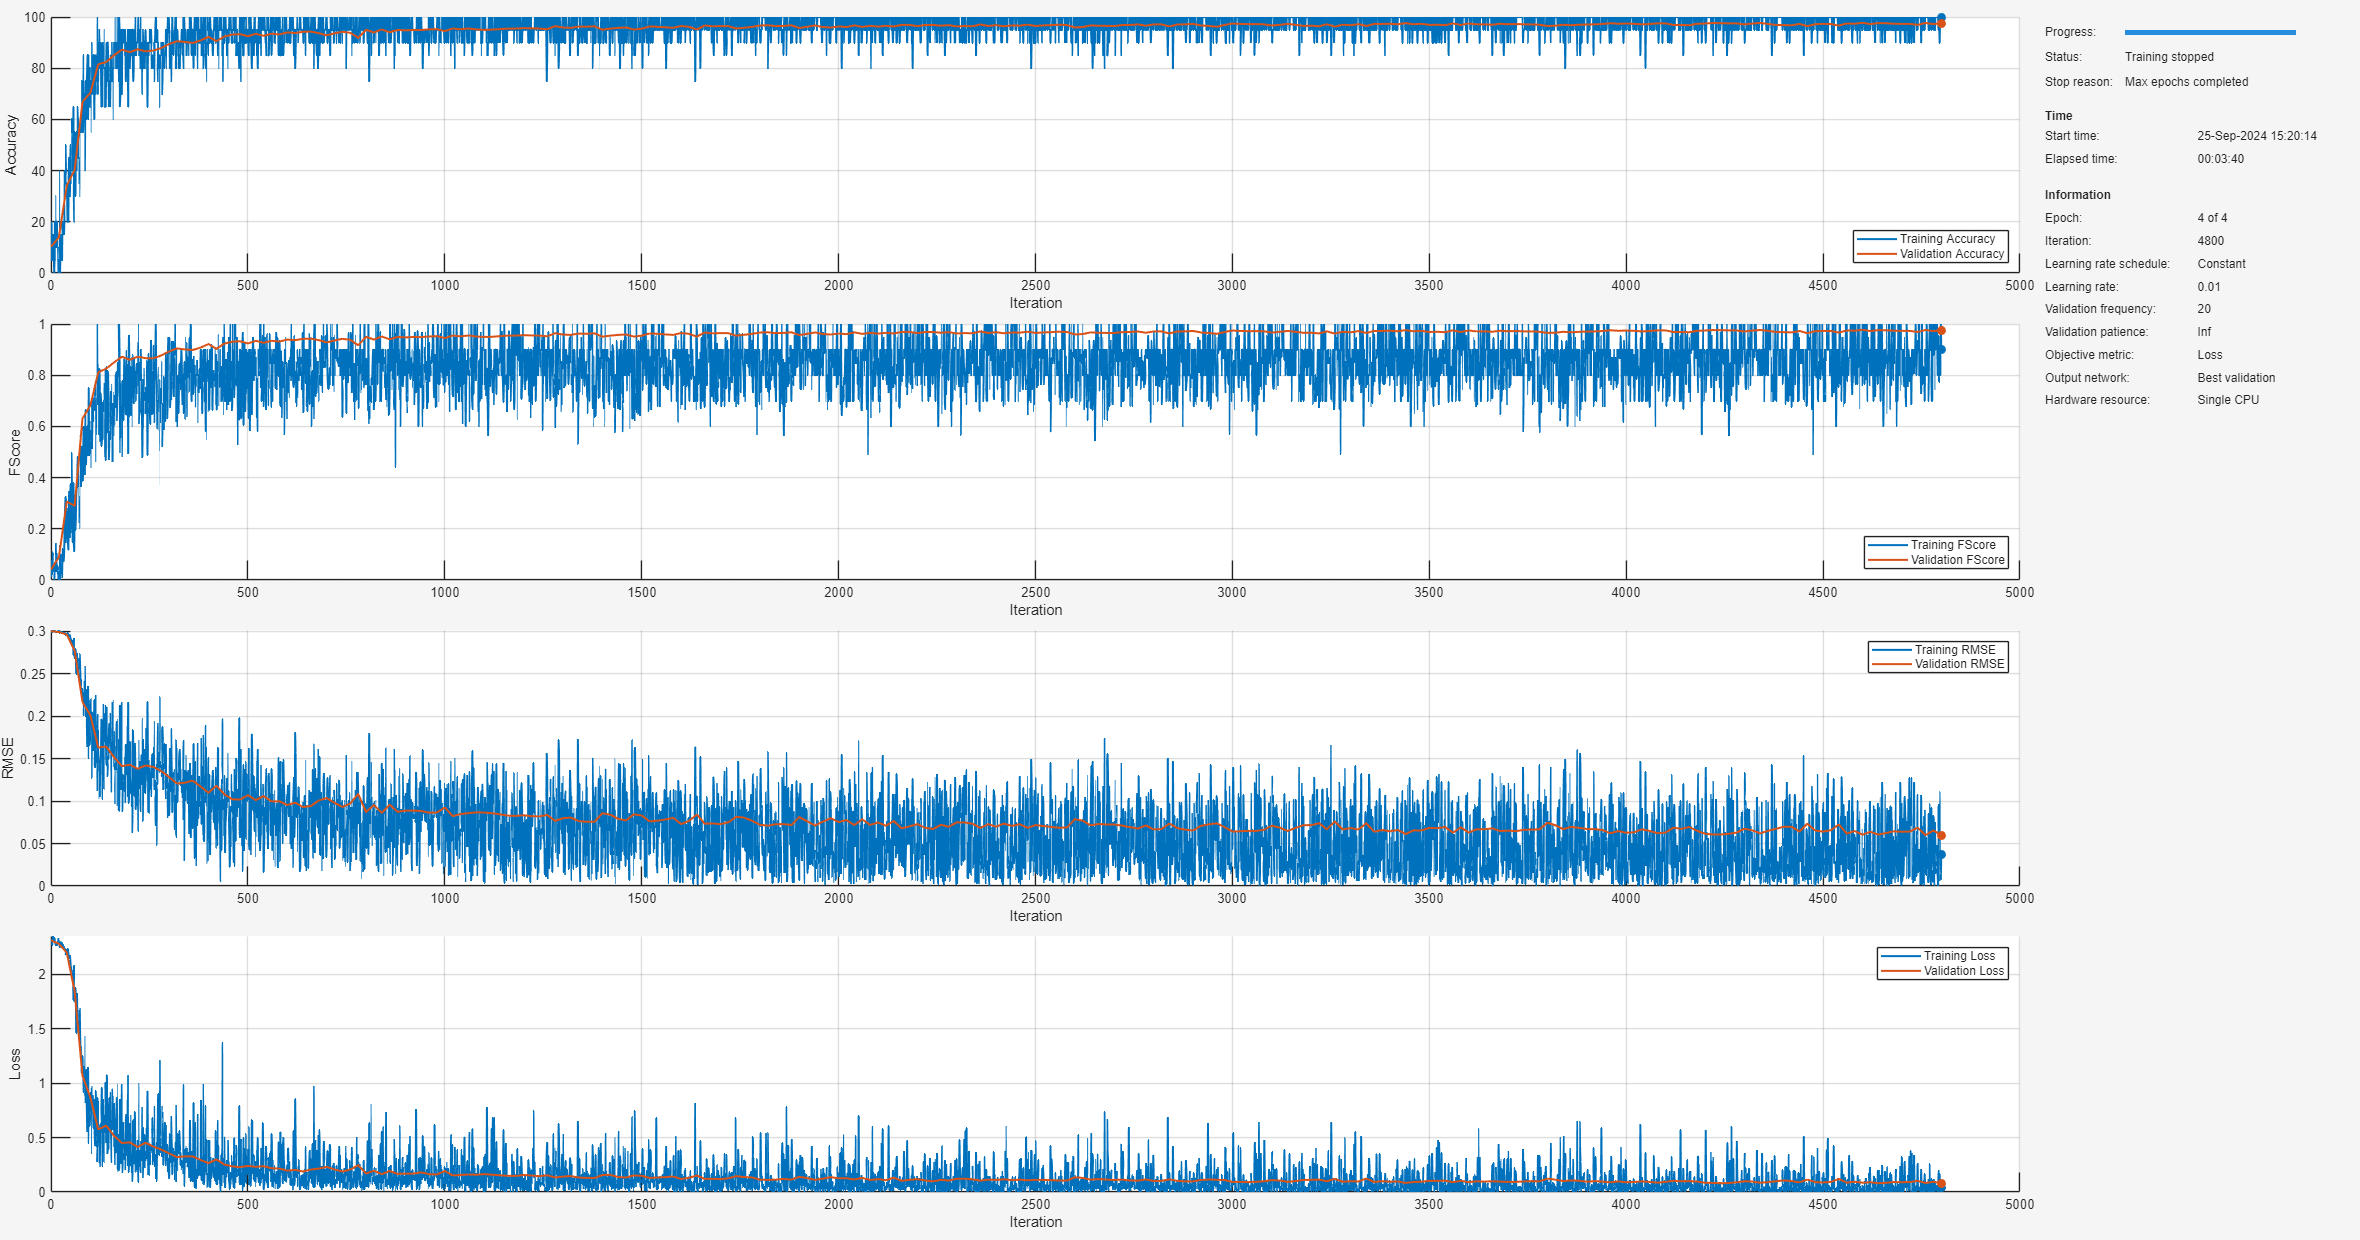 100
80
60
40
20
0
Accuracy
0 500 1000 1500 2000 2500 3000 3500 4000 4500 5000
Iteration
Training Accuracy
Validation Accuracy
1
0.8
0.6
0.4
0.2
0
FScore
0 500 1000 1500 2000 2500 3000 3500 4000 4500 5000
Iteration
Training FScore
Validation FScore
0.3
0.25
0.2
0.15
0.1
0.05
0
RMSE
0 500 1000 1500 2000 2500 3000 3500 4000 4500 5000
Iteration
Training RMSE
Validation RMSE
2
1.5
1
0.5
0
Loss
0 500 1000 1500 2000 2500 3000 3500 4000 4500 5000
Iteration
Training Loss
Validation Loss
Progress:
Status: Training stopped
Stop reason: Max epochs completed
Time
Start time: 25-Sep-2024 15:20:14
Elapsed time: 00:03:40
Information
Epoch: 4 of 4
Iteration: 4800
Learning rate schedule: Constant
Learning rate: 0.01
Validation frequency: 20
Validation patience: Inf
Objective metric: Loss
Output network: Best validation
Hardware resource: Single CPU